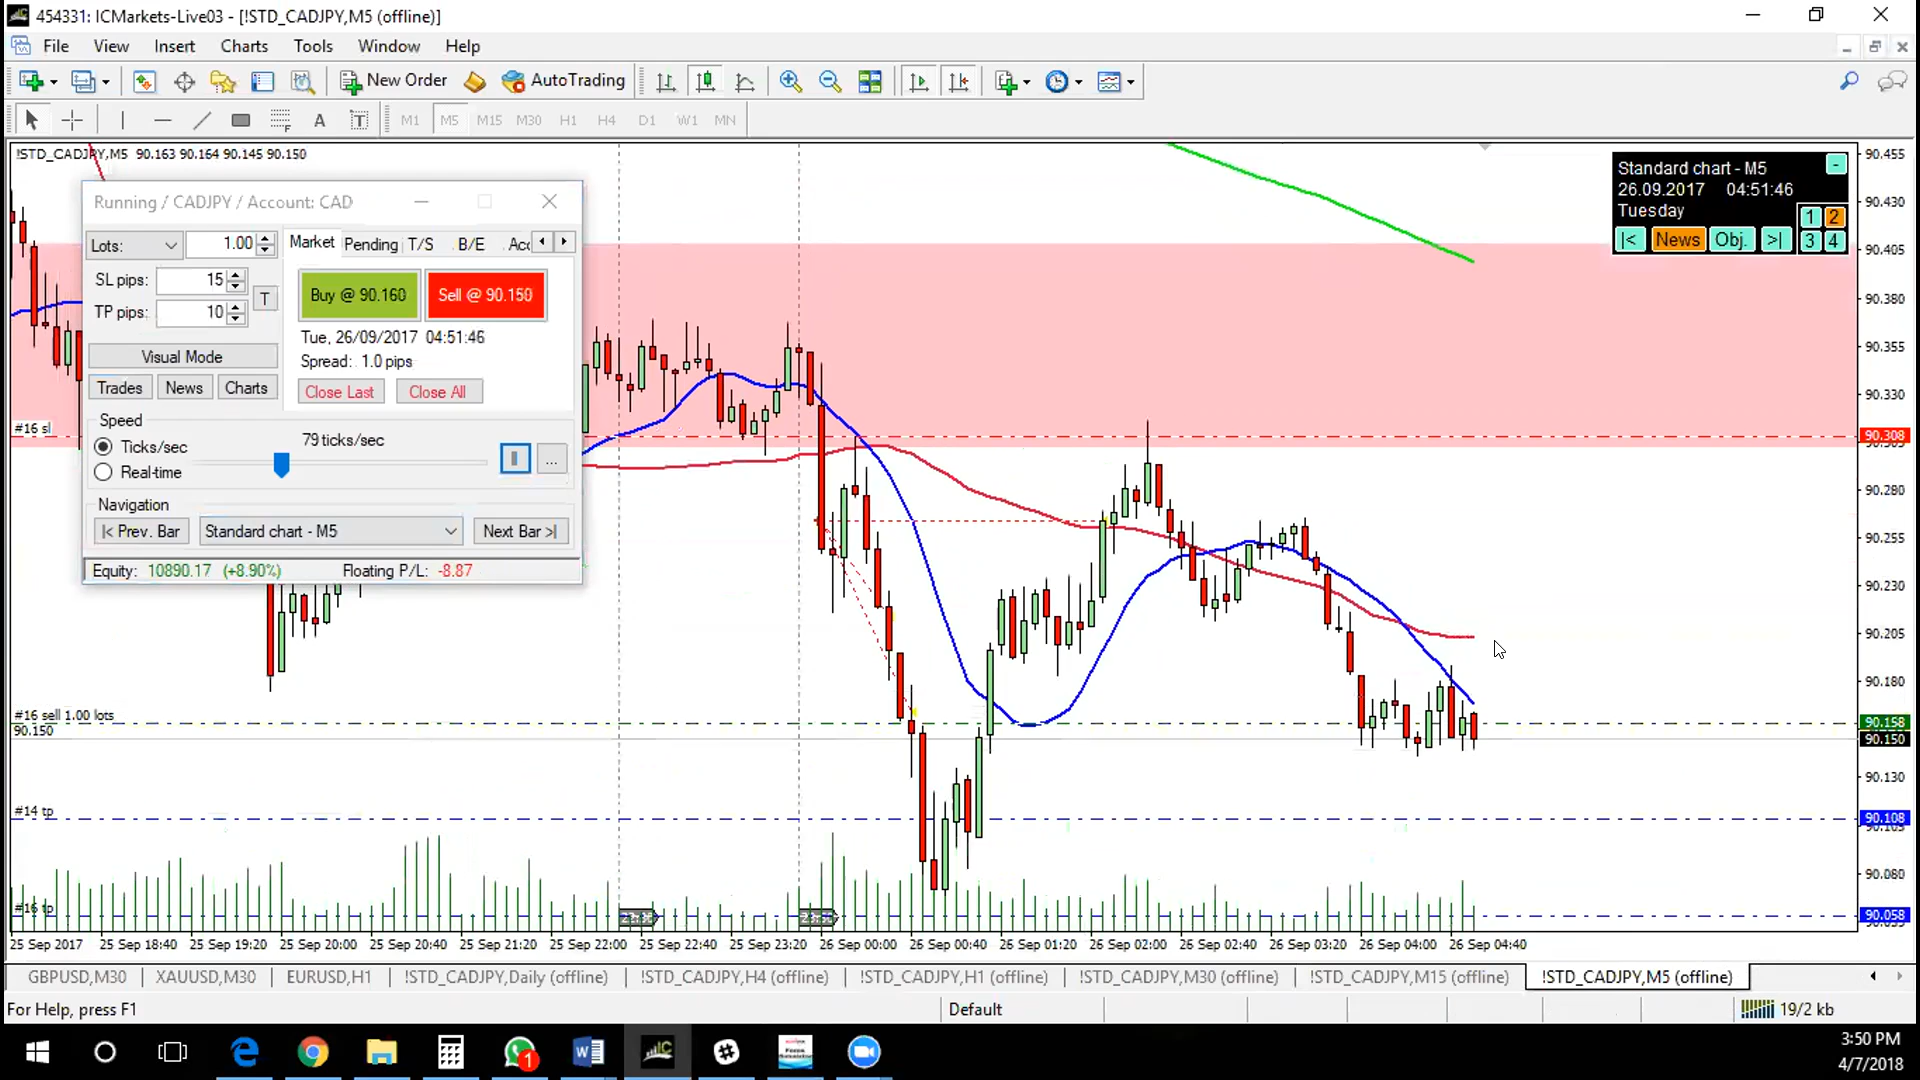 454331: ICMarkets-Live03 - [!STD_CADJPY,M5 (offline)]
File View Insert Charts Tools Window Help
New Order AutoTrading
A T M1 M5 M15 M30 H1 H4 D1 W1 MN
!STD_CADJPY,M5 90.163 90.164 90.145 90.150
Running / CADJPY / Account: CAD
Lots: 1.00
Market Pending T/S B/E Acc
SL pips: 15
TP pips: 10
T
Buy @ 90.160
Sell @ 90.150
Tue, 26/09/2017 04:51:46
Spread: 1.0 pips
Visual Mode
Trades News Charts
Close Last Close All
Speed
Ticks/sec
Real-time
79 ticks/sec
...
Navigation
|< Prev. Bar Standard chart - M5 Next Bar >|
Equity: 10890.17 (+8.90%) Floating P/L: -8.87
Standard chart - M5
26.09.2017 04:51:46
Tuesday
|< News Obj. >|
1 2
3 4
#16 sl
#16 sell 1.00 lots
90.150
#14 tp
#16 tp
90.455
90.430
90.405
90.380
90.355
90.330
90.308
90.280
90.255
90.230
90.205
90.180
90.158
90.150
90.130
90.108
90.080
90.058
25 Sep 2017 25 Sep 18:40 25 Sep 19:20 25 Sep 20:00 25 Sep 20:40 25 Sep 21:20 25 Sep 22:00 25 Sep 22:40 25 Sep 23:20 26 Sep 00:00 26 Sep 00:40 26 Sep 01:20 26 Sep 02:00 26 Sep 02:40 26 Sep 03:20 26 Sep 04:00 26 Sep 04:40
GBPUSD,M30 XAUUSD,M30 EURUSD,H1 !STD_CADJPY,Daily (offline) !STD_CADJPY,H4 (offline) !STD_CADJPY,H1 (offline) !STD_CADJPY,M30 (offline) !STD_CADJPY,M15 (offline) !STD_CADJPY,M5 (offline)
For Help, press F1
Default
19/2 kb
1
3:50 PM
4/7/2018